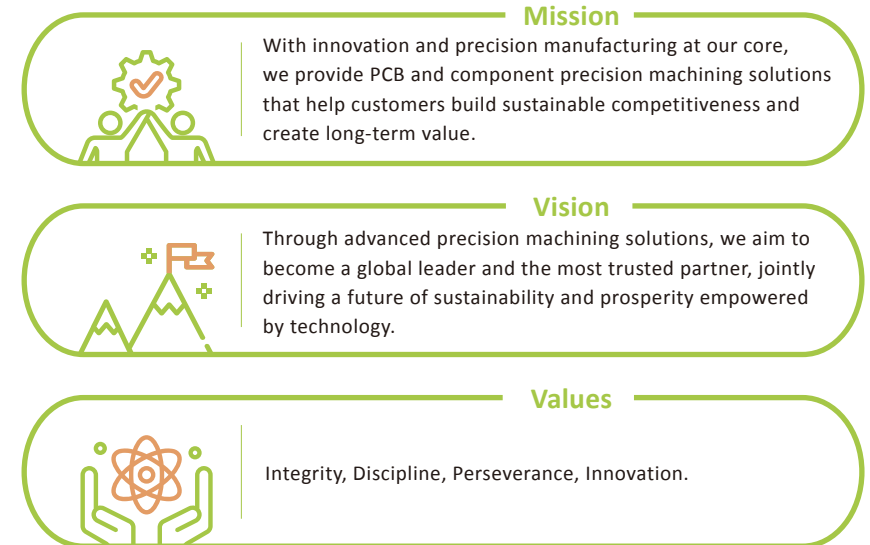 Mission
With innovation and precision manufacturing at our core,
we provide PCB and component precision machining solutions
that help customers build sustainable competitiveness and
create long-term value.
Vision
Through advanced precision machining solutions, we aim to
become a global leader and the most trusted partner, jointly
driving a future of sustainability and prosperity empowered
by technology.
Values
Integrity, Discipline, Perseverance, Innovation.